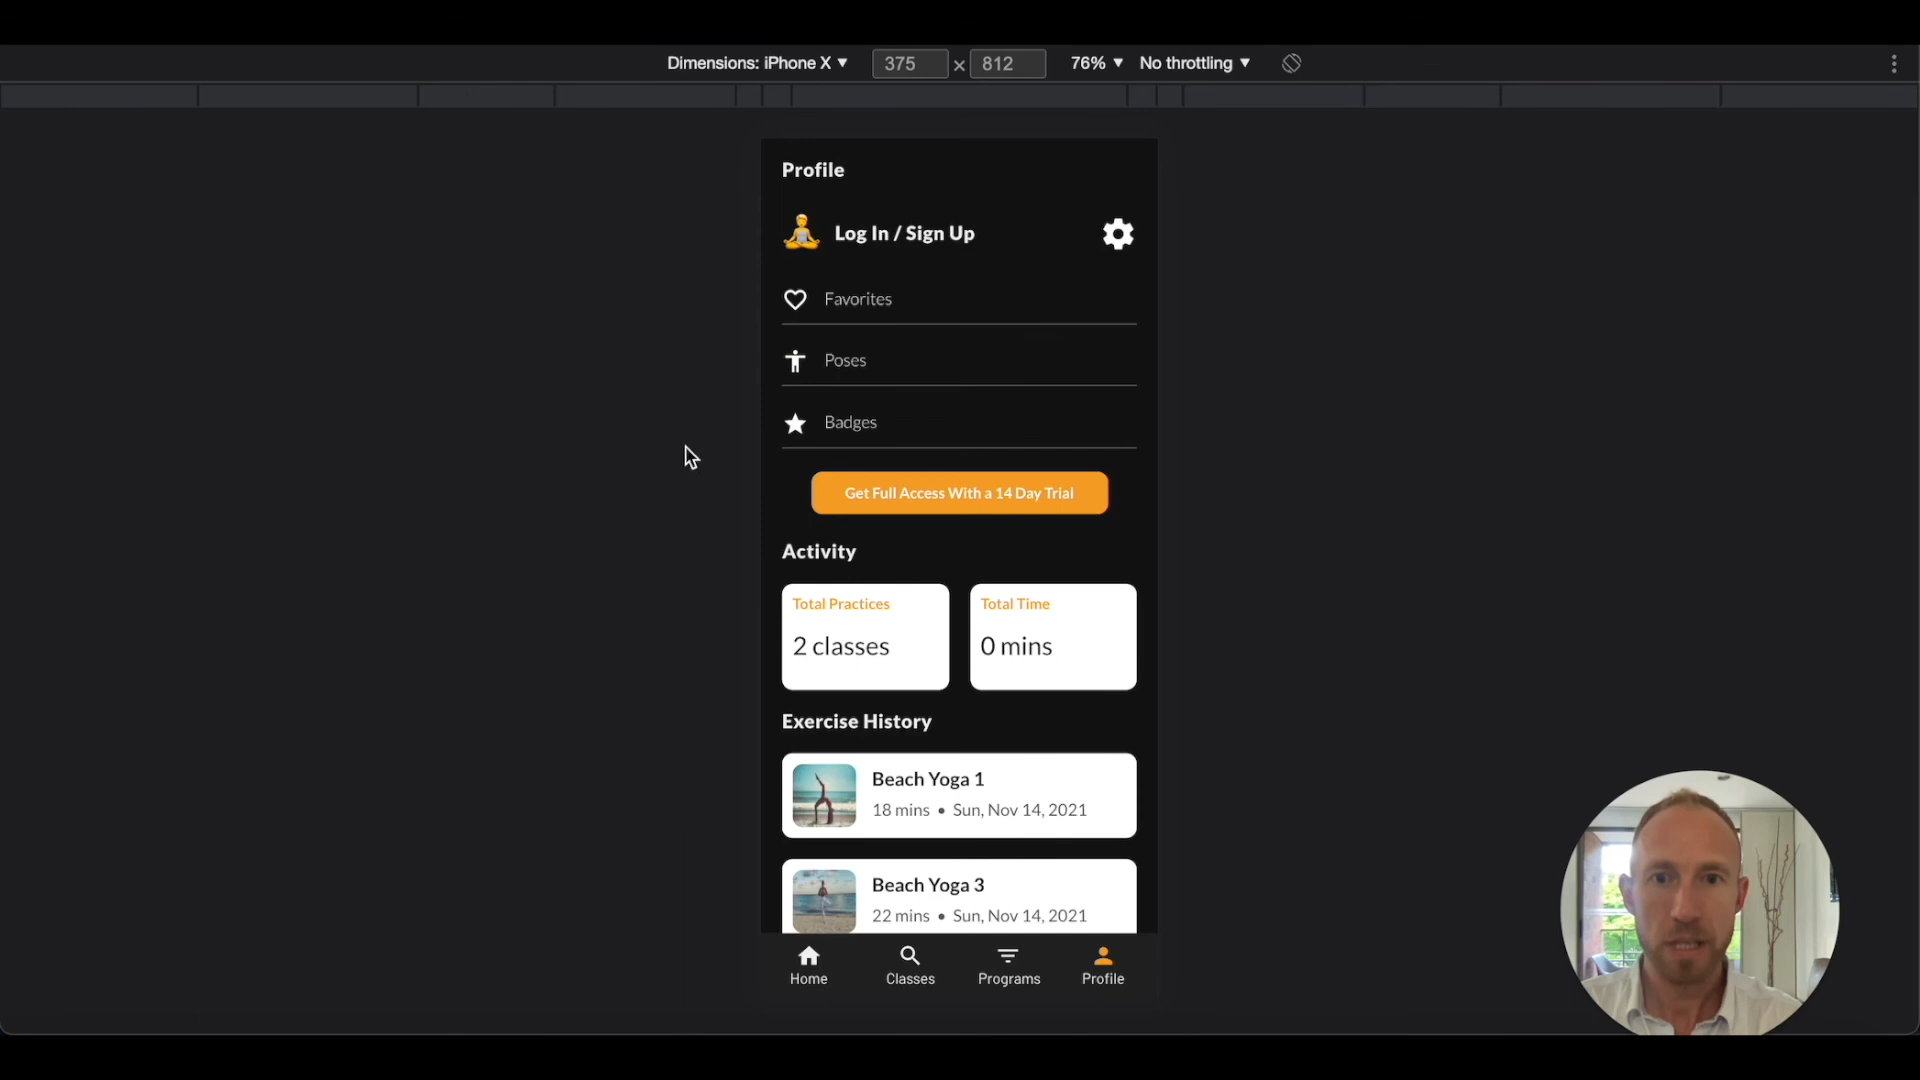 Dimensions: iPhone X ▼ 375 × 812 76% ▼ No throttling ▼
Profile
Log In / Sign Up
Favorites
Poses
Badges
Get Full Access With a 14 Day Trial
Activity
Total Practices
2 classes
Total Time
0 mins
Exercise History
Beach Yoga 1
18 mins • Sun, Nov 14, 2021
Beach Yoga 3
22 mins • Sun, Nov 14, 2021
Home Classes Programs Profile